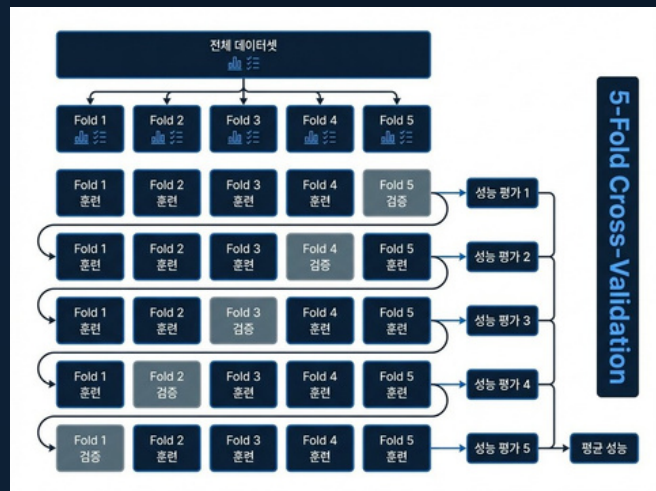 전체 데이터셋
Fold 1
Fold 2
Fold 3
Fold 4
Fold 5
Fold 1
훈련
Fold 2
훈련
Fold 3
훈련
Fold 4
훈련
Fold 5
검증
성능 평가 1
Fold 1
훈련
Fold 2
훈련
Fold 3
훈련
Fold 4
검증
Fold 5
훈련
성능 평가 2
Fold 1
훈련
Fold 2
훈련
Fold 3
검증
Fold 4
훈련
Fold 5
훈련
성능 평가 3
Fold 1
훈련
Fold 2
검증
Fold 3
훈련
Fold 4
훈련
Fold 5
훈련
성능 평가 4
Fold 1
검증
Fold 2
훈련
Fold 3
훈련
Fold 4
훈련
Fold 5
훈련
성능 평가 5
평균 성능
5-Fold Cross-Validation